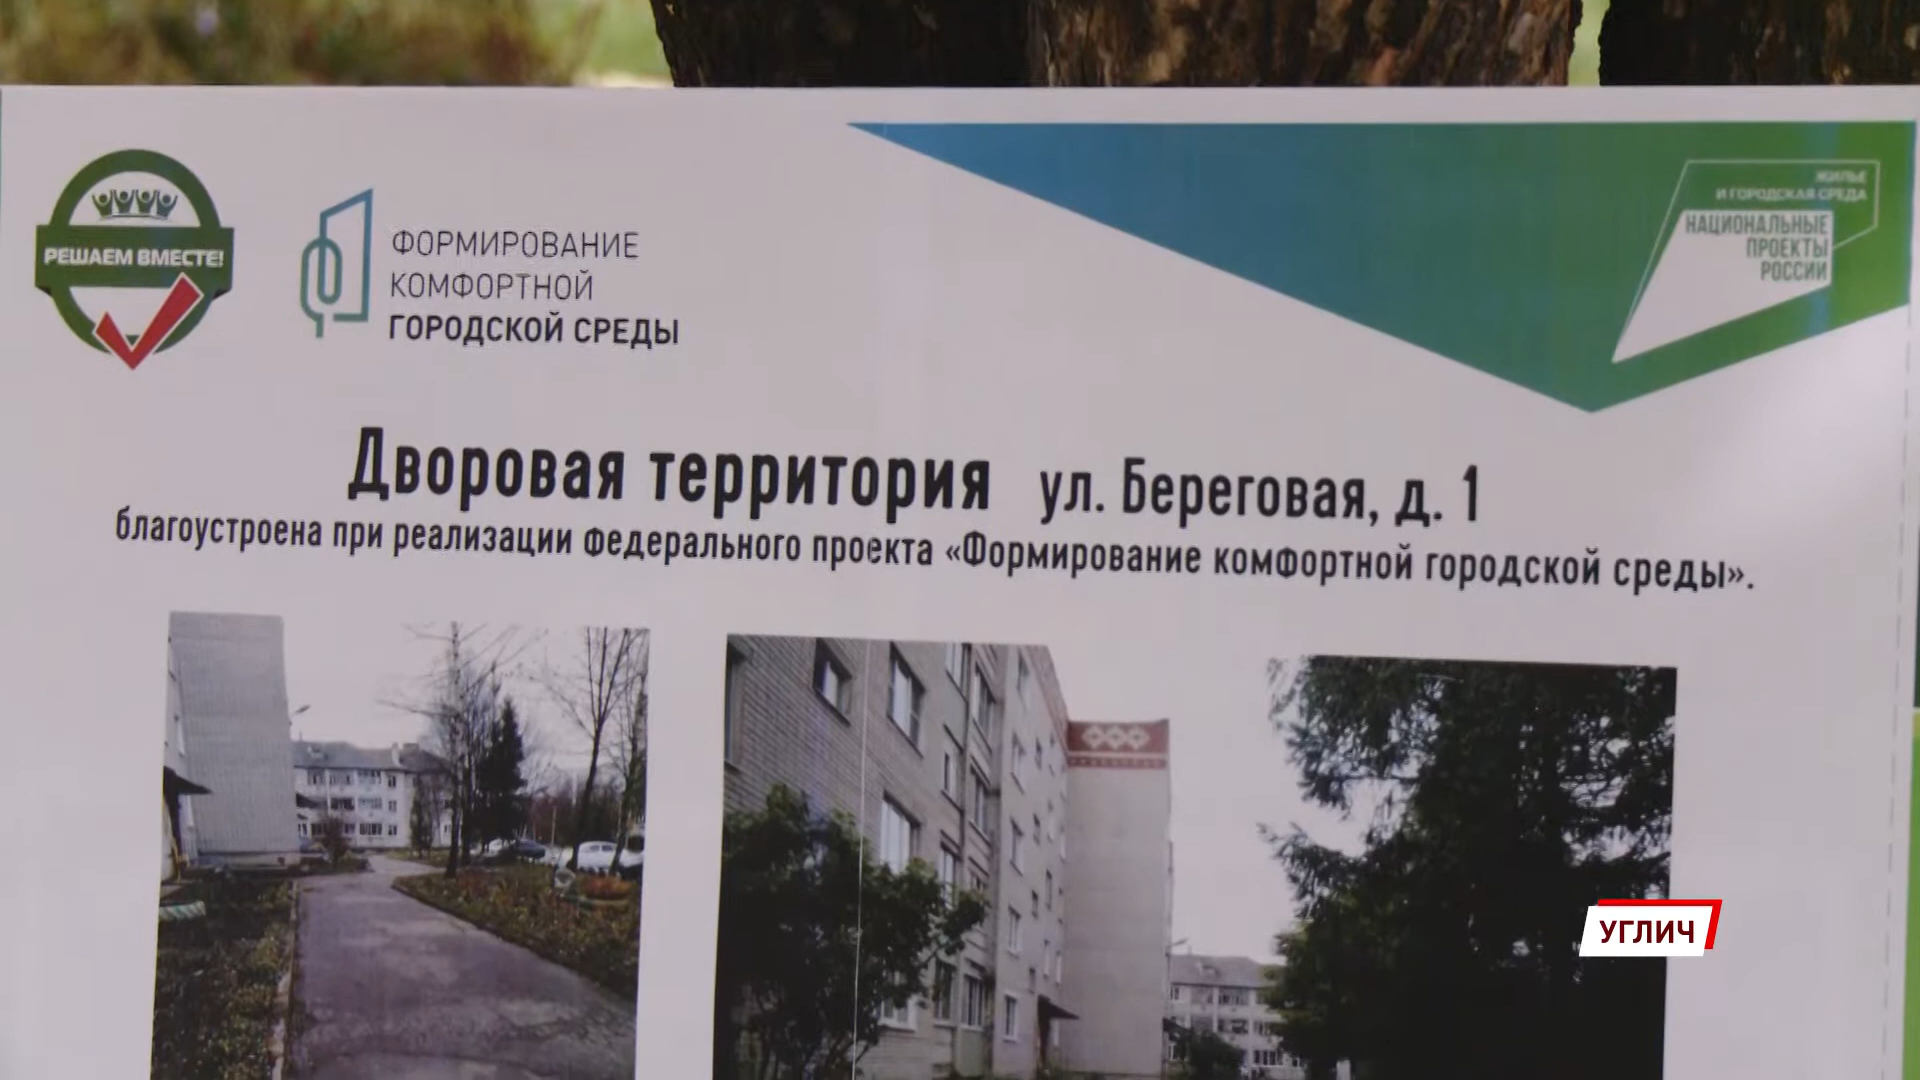 РЕШАЕМ ВМЕСТЕ!
ФОРМИРОВАНИЕ
КОМФОРТНОЙ
ГОРОДСКОЙ СРЕДЫ
ЖИЛЬЕ
И ГОРОДСКАЯ СРЕДА
НАЦИОНАЛЬНЫЕ
ПРОЕКТЫ
РОССИИ
Дворовая территория ул. Береговая, д. 1
благоустроена при реализации федерального проекта «Формирование комфортной городской среды».
УГЛИЧ